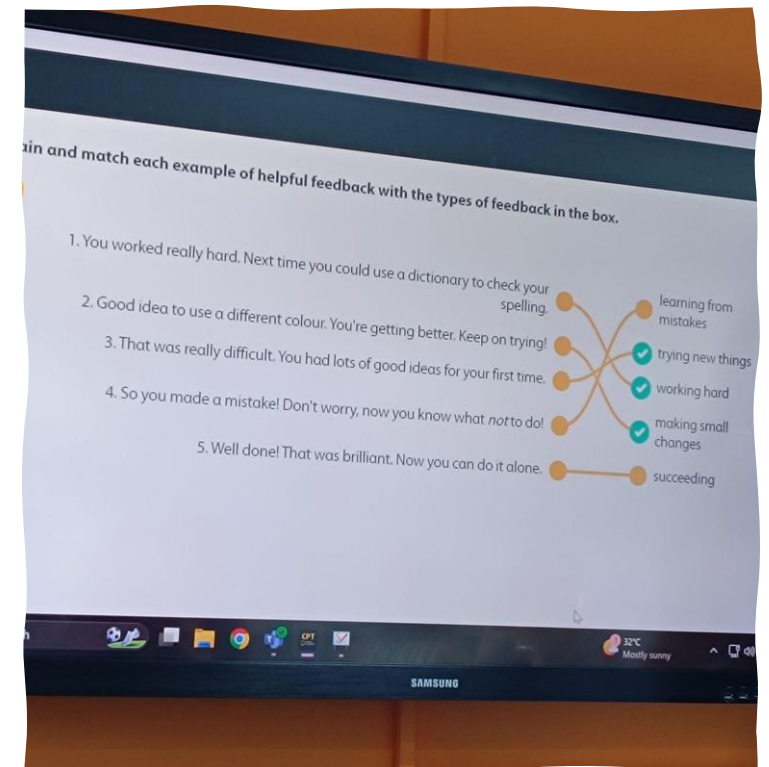 ain and match each example of helpful feedback with the types of feedback in the box.
1. You worked really hard. Next time you could use a dictionary to check your
spelling.
2. Good idea to use a different colour. You're getting better. Keep on trying!
3. That was really difficult. You had lots of good ideas for your first time.
4. So you made a mistake! Don't worry, now you know what not to do!
5. Well done! That was brilliant. Now you can do it alone.
learning from
mistakes
trying new things
working hard
making small
changes
succeeding
CPT
32°C
Mostly sunny
SAMSUNG